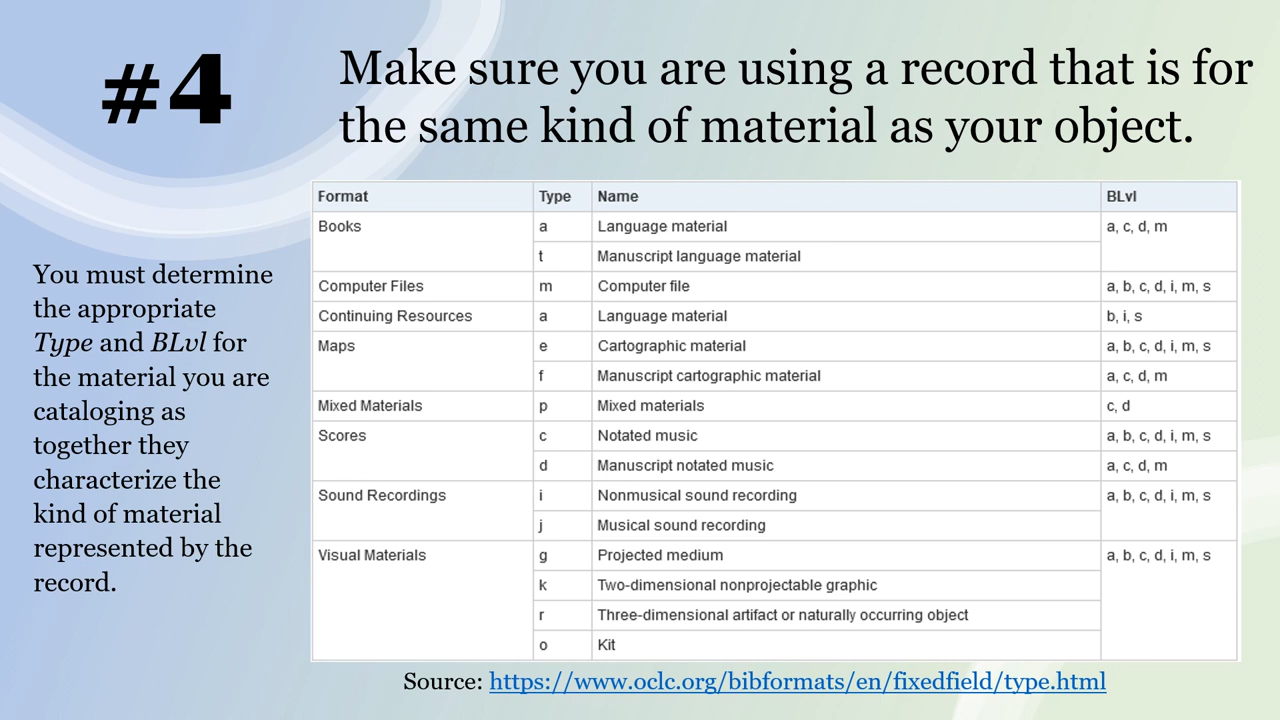 #4
Make sure you are using a record that is for
the same kind of material as your object.
You must determine
the appropriate
Type and BLvl for
the material you are
cataloging as
together they
characterize the
kind of material
represented by the
record.
Format Type Name BLvl
Books a Language material a, c, d, m
t Manuscript language material
Computer Files m Computer file a, b, c, d, i, m, s
Continuing Resources a Language material b, i, s
Maps e Cartographic material a, b, c, d, i, m, s
f Manuscript cartographic material a, c, d, m
Mixed Materials p Mixed materials c, d
Scores c Notated music a, b, c, d, i, m, s
d Manuscript notated music a, c, d, m
Sound Recordings i Nonmusical sound recording a, b, c, d, i, m, s
j Musical sound recording
Visual Materials g Projected medium a, b, c, d, i, m, s
k Two-dimensional nonprojectable graphic
r Three-dimensional artifact or naturally occurring object
o Kit
Source: https://www.oclc.org/bibformats/en/fixedfield/type.html